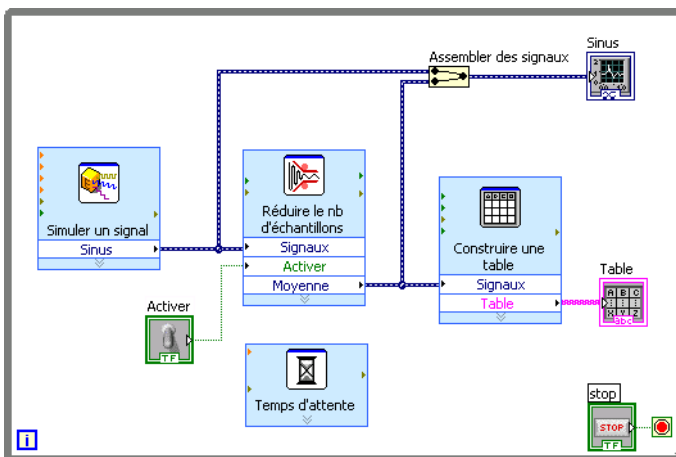 Sinus
Assembler des signaux
Simuler un signal
Sinus
Réduire le nb
d'échantillons
Signaux
Activer
Moyenne
Construire une
table
Signaux
Table
Table
A B C
X Y Z
abc
Activer
TF
Temps d'attente
stop
STOP
TF
i